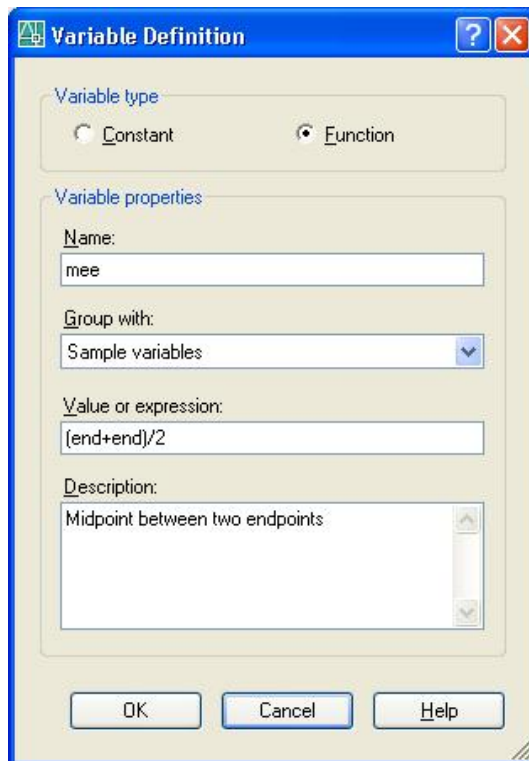 Variable Definition
Variable type
Constant Function
Variable properties
Name:
mee
Group with:
Sample variables
Value or expression:
(end+end)/2
Description:
Midpoint between two endpoints
OK Cancel Help